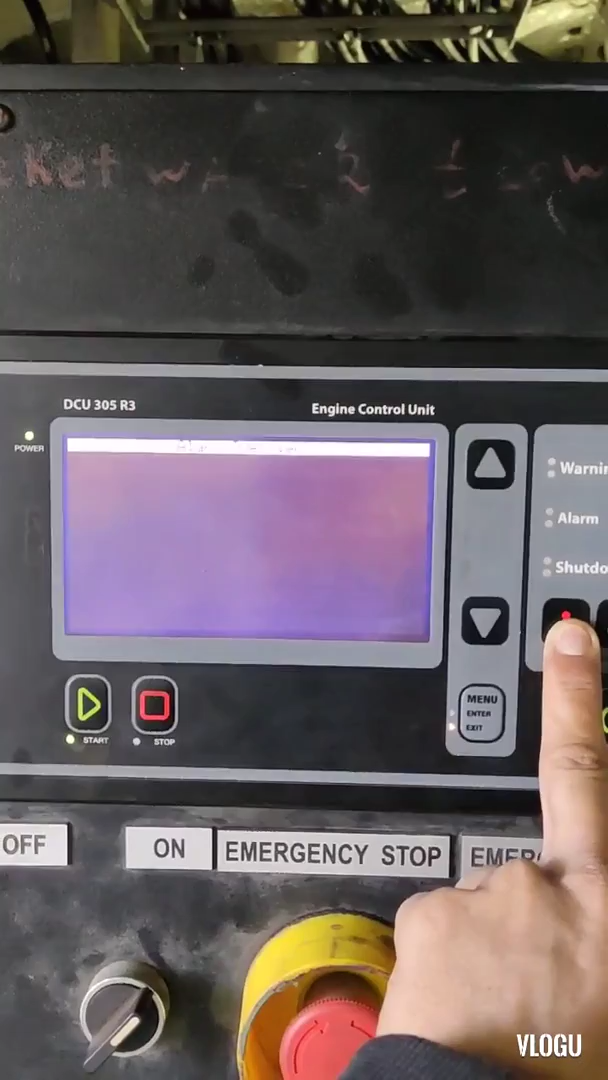 DCU 305 R3
Engine Control Unit
POWER
Warnin
Alarm
Shutdo
MENU
ENTER
EXIT
START
STOP
OFF
ON
EMERGENCY STOP
EMERG
VLOGU